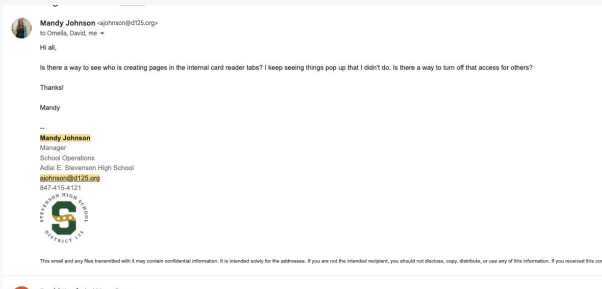 Mandy Johnson <ajohnson@d125.org>
to Omella, David, me
Hi all,
Is there a way to see who is creating pages in the internal card reader tabs? I keep seeing things pop up that I didn't do. Is there a way to turn off that access for others?
Thanks!
Mandy
--
Mandy Johnson
Manager
School Operations
Adlai E. Stevenson High School
ajohnson@d125.org
847-415-4121
STEVENSON HIGH SCHOOL
S
DISTRICT 125
This email and any files transmitted with it may contain confidential information. It is intended solely for the addressee. If you are not the intended recipient, you should not disclose, copy, distribute, or use any of this information. If you received this